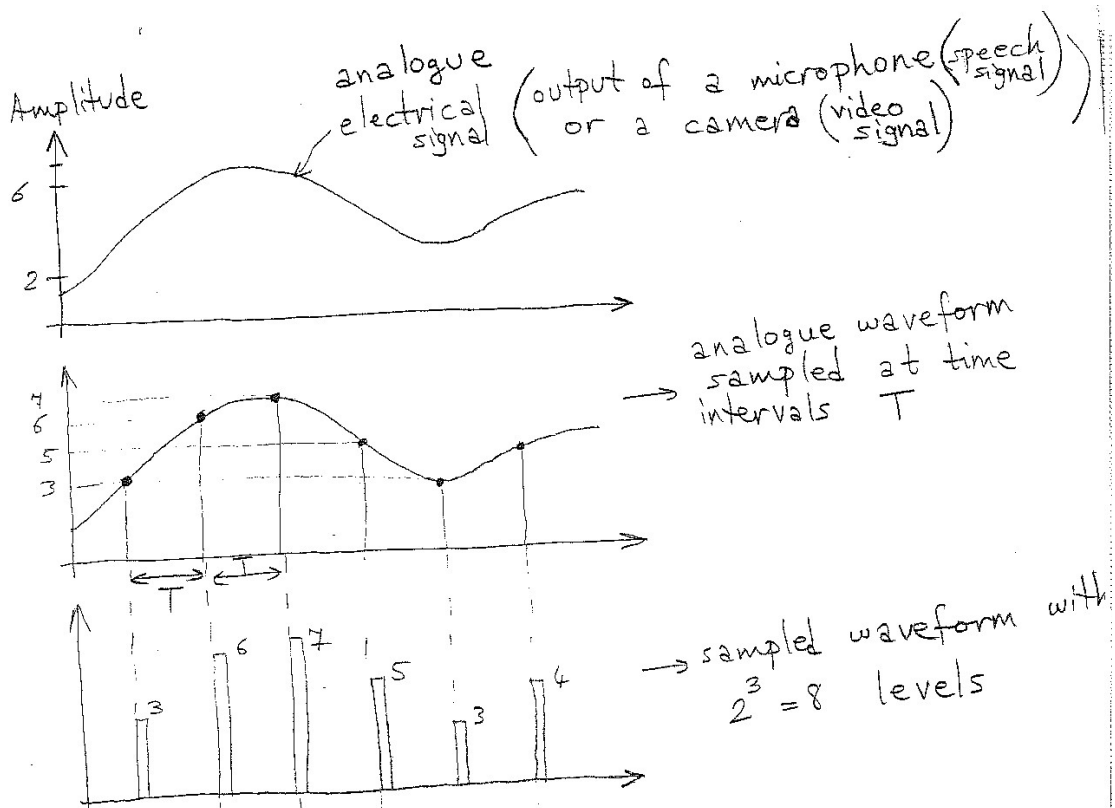 Amplitude
6
2
analogue
electrical
signal
(output of a microphone (speech signal)
or a camera (video signal))
7
6
5
3
T
T
→ analogue waveform
sampled at time
intervals T
3
6
7
5
3
4
→ sampled waveform with
2³ = 8 levels